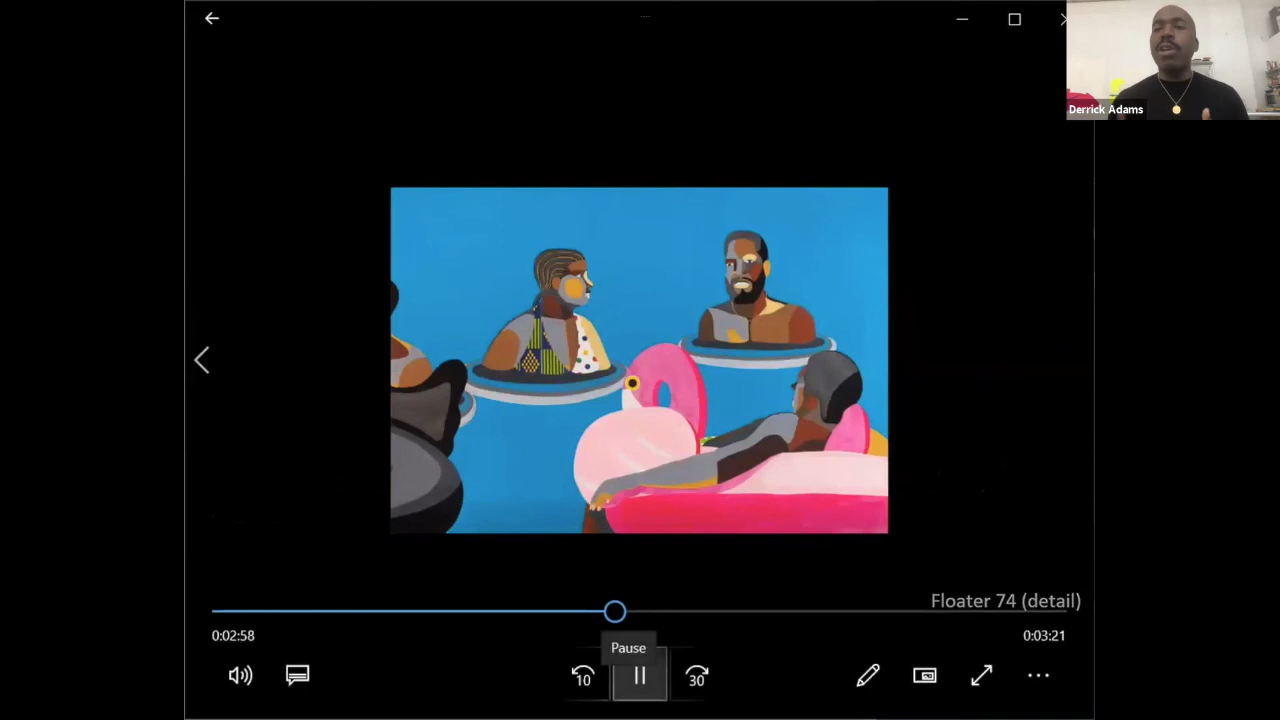 Derrick Adams
Floater 74 (detail)
0:02:58
0:03:21
Pause
10
30